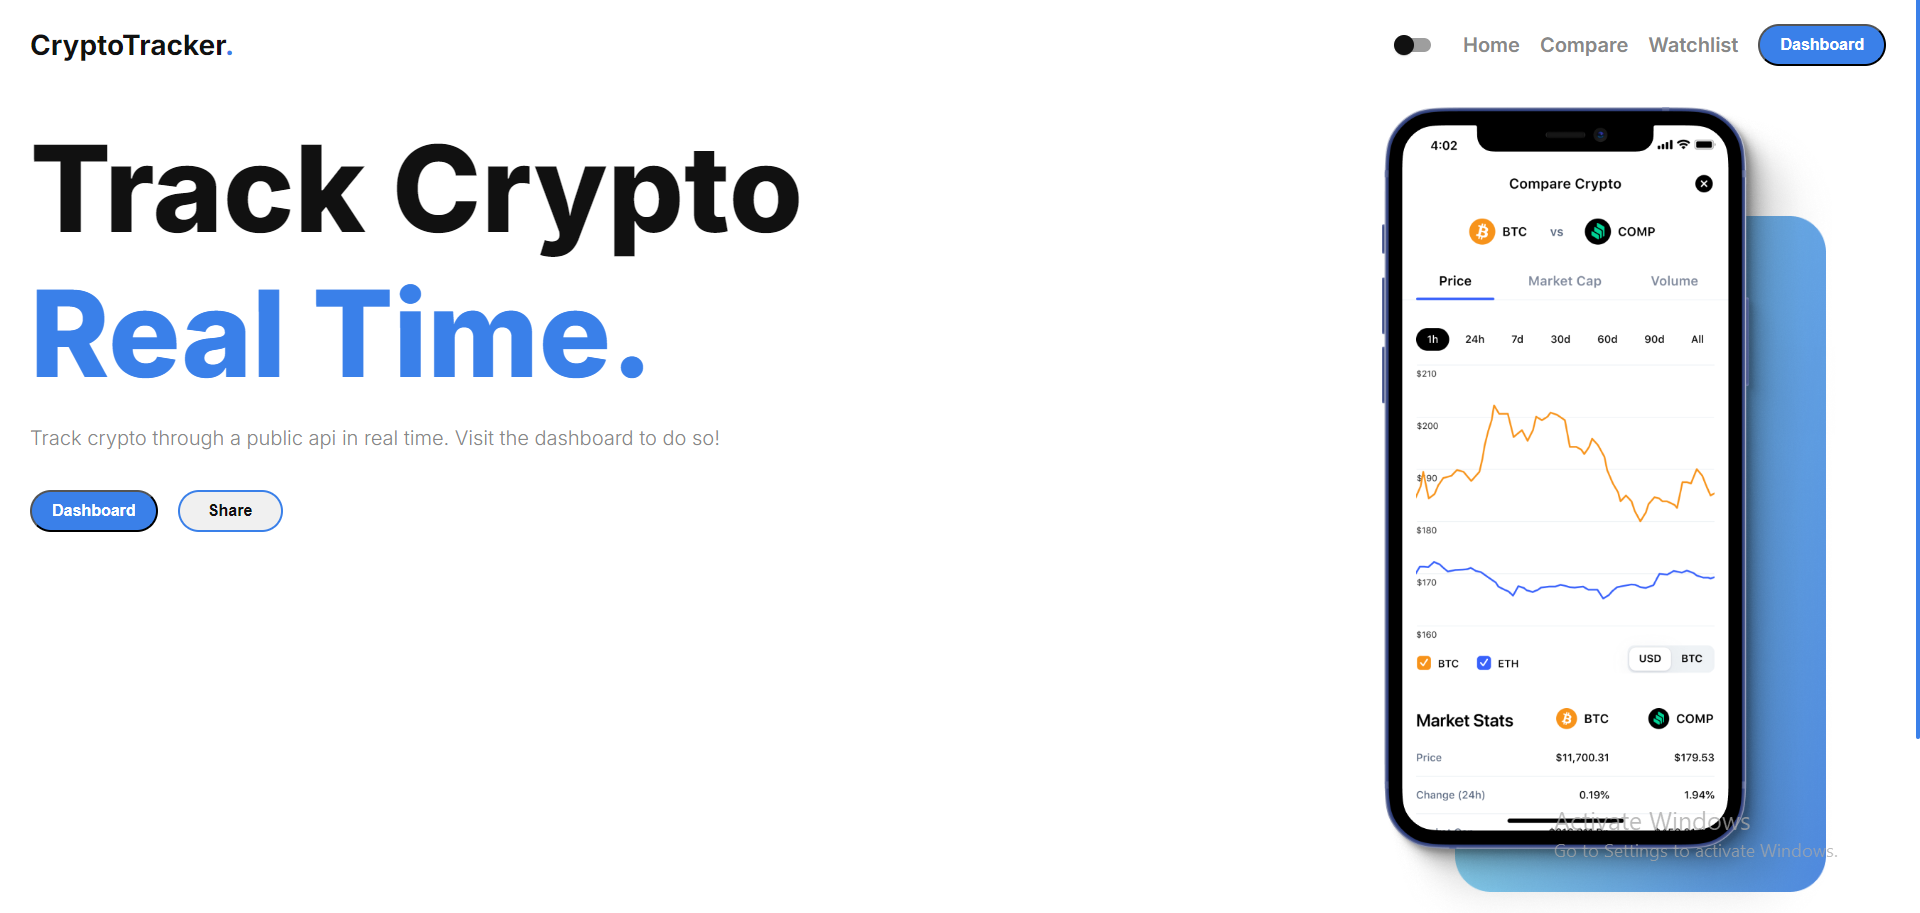 CryptoTracker.
Home Compare Watchlist Dashboard
Track Crypto
Real Time.
Track crypto through a public api in real time. Visit the dashboard to do so!
Dashboard Share
4:02
Compare Crypto
BTC vs COMP
Price Market Cap Volume
1h 24h 7d 30d 60d 90d All
$210
$200
$190
$180
$170
$160
BTC ETH USD BTC
Market Stats BTC COMP
Price $11,700.31 $179.53
Change (24h) 0.19% 1.94%
Activate Windows
Go to Settings to activate Windows.